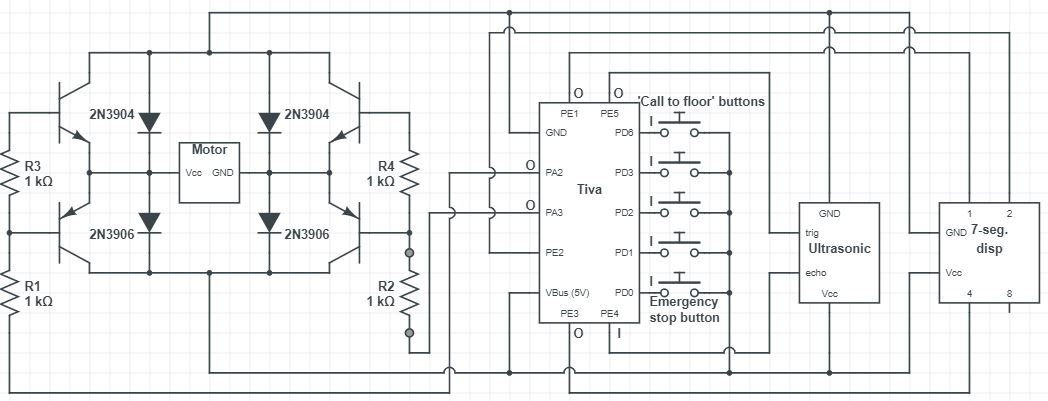 2N3904
2N3904
Motor
Vcc GND
R3
1 kΩ
R4
1 kΩ
2N3906
2N3906
R1
1 kΩ
R2
1 kΩ
O O
'Call to floor' buttons
PE1 PE5
GND PD6 I
O PA2 PD3 I
Tiva
O PA3 PD2 I
PE2 PD1 I
VBus (5V) PD0 I
PE3 PE4
O I
Emergency
stop button
GND
trig
Ultrasonic
echo
Vcc
1 2
GND 7-seg.
disp
Vcc
4 8